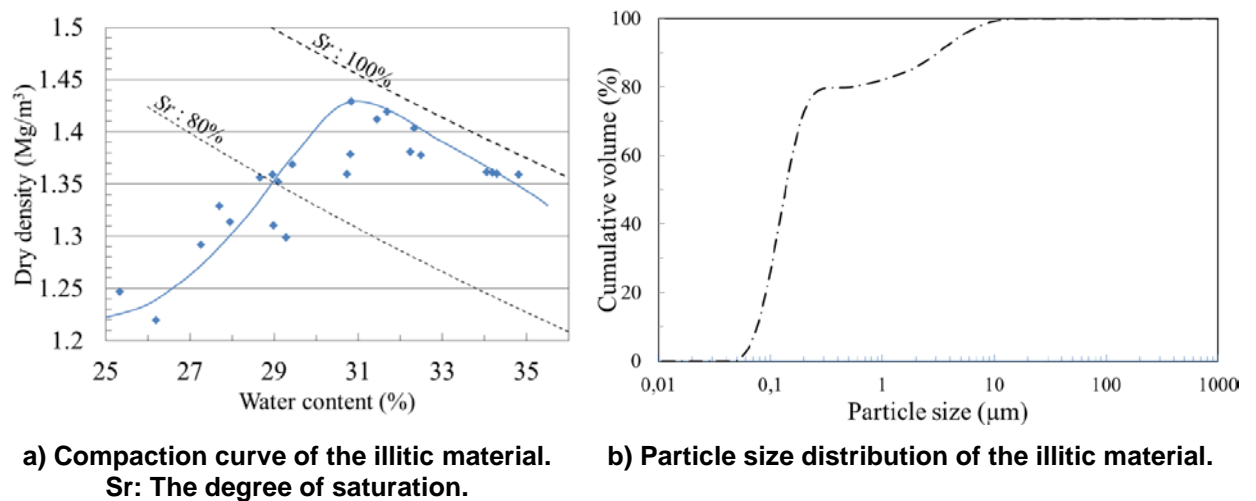 1.5
1.45
1.4
1.35
1.3
1.25
1.2
Dry density (Mg/m³)
Sr : 100%
Sr : 80%
25 27 29 31 33 35
Water content (%)
100
80
60
40
20
0
Cumulative volume (%)
0,01 0,1 1 10 100 1000
Particle size (µm)
a) Compaction curve of the illitic material.
Sr: The degree of saturation.
b) Particle size distribution of the illitic material.